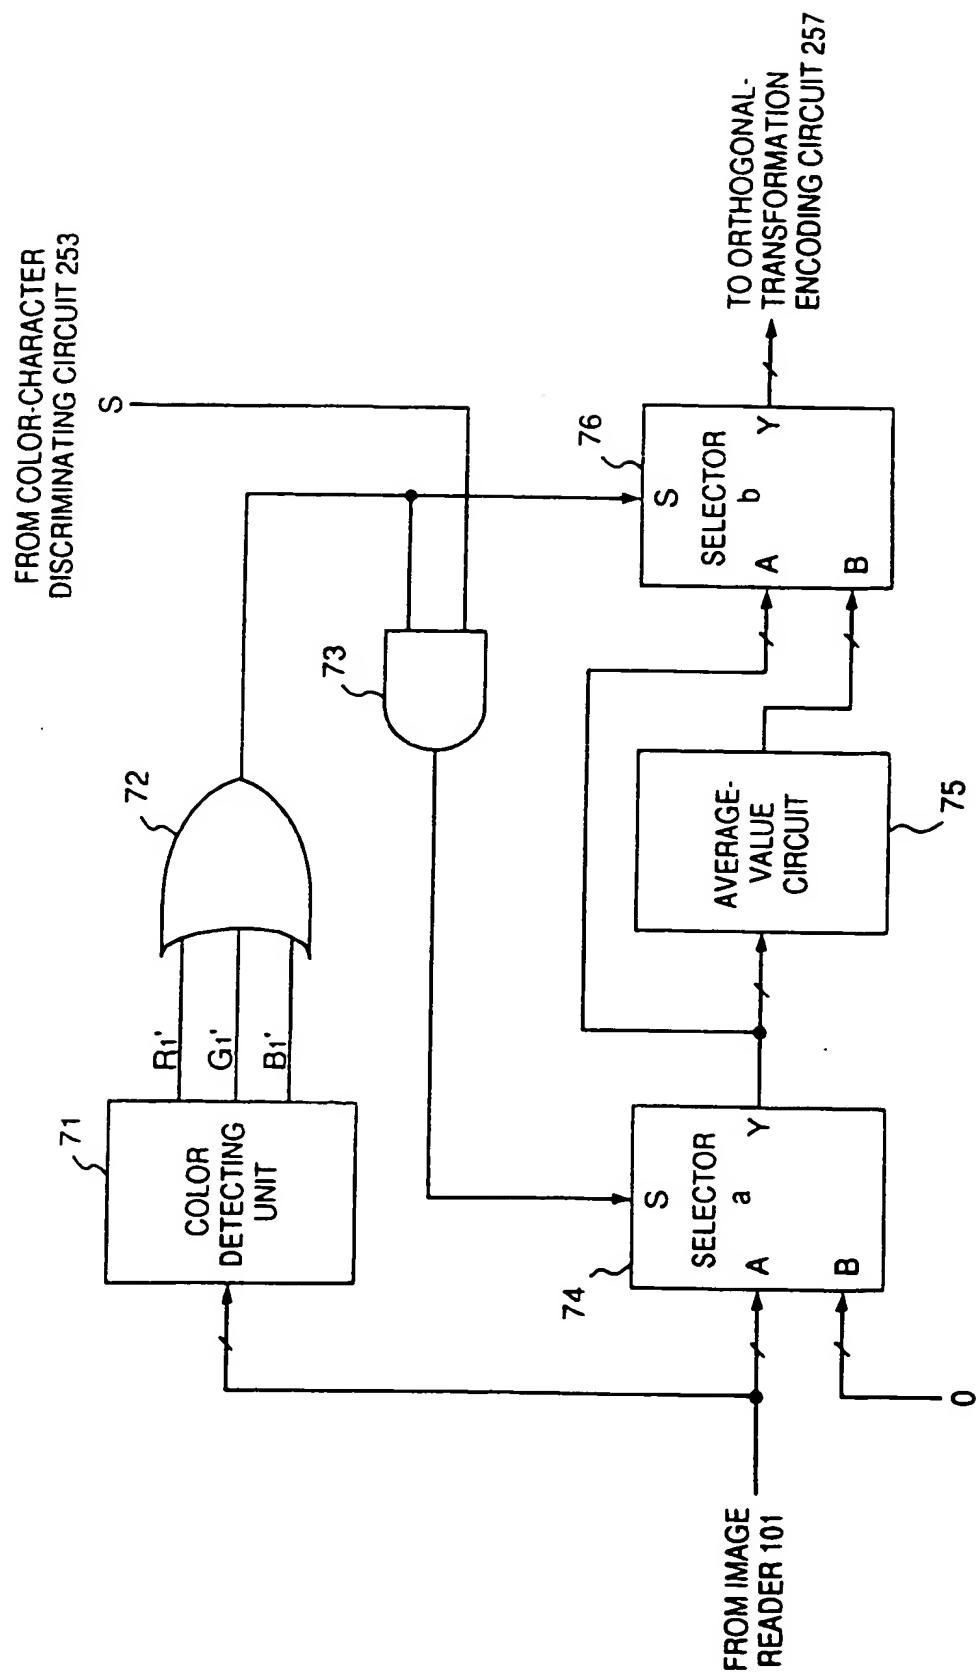 FROM COLOR-CHARACTER
DISCRIMINATING CIRCUIT 253
S
71
COLOR
DETECTING
UNIT
R1'
G1'
B1'
72
73
FROM IMAGE
READER 101
0
74
S
SELECTOR
a
A
Y
B
AVERAGE-
VALUE
CIRCUIT
75
76
S
SELECTOR
b
A
Y
B
TO ORTHOGONAL-
TRANSFORMATION
ENCODING CIRCUIT 257